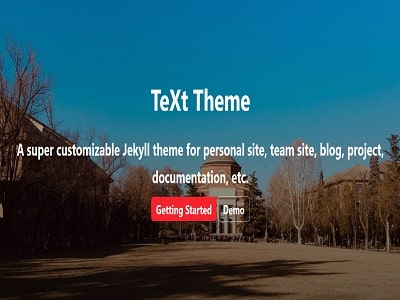 TeXt Theme
A super customizable Jekyll theme for personal site, team site, blog, project,
documentation, etc.
Getting Started
Demo